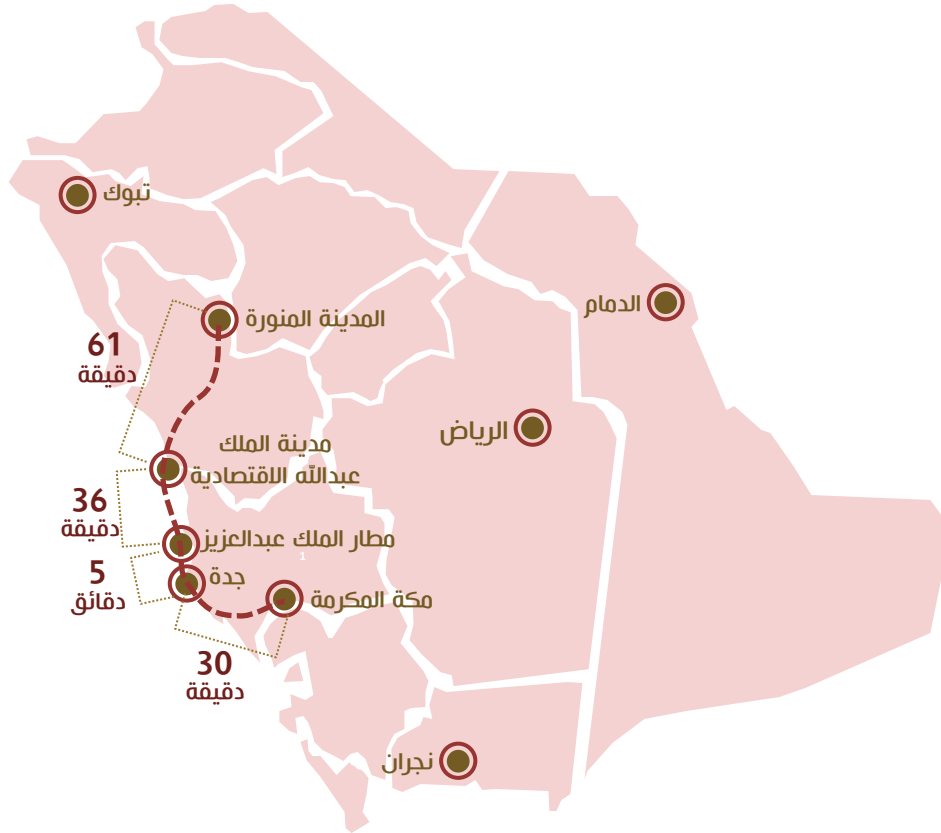 تبوك
الدمام
المدينة المنورة
61
دقيقة
الرياض
مدينة الملك
عبدالله الاقتصادية
36
دقيقة
مطار الملك عبدالعزيز
1
جدة
5
دقائق
مكة المكرمة
30
دقيقة
نجران